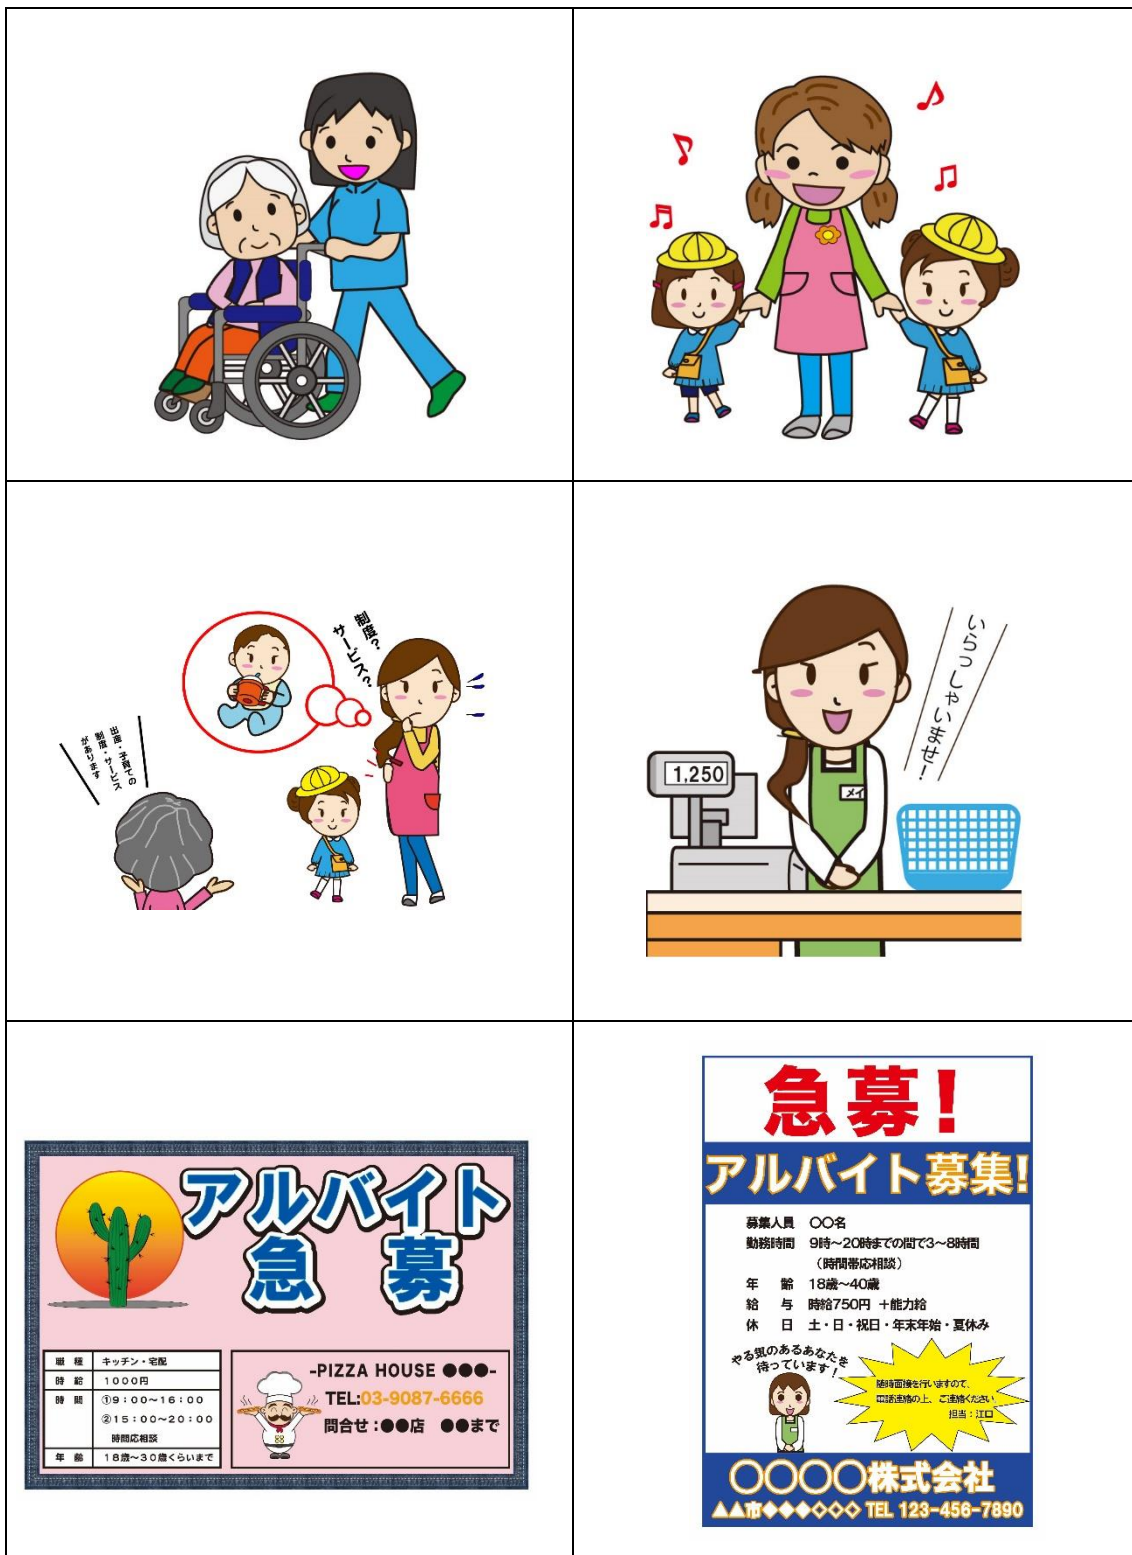 制度?
サービス?
出産・子育ての
制度・サービス
があります
いらっしゃいませ!
1,250
メイ
アルバイト
急募
職種 キッチン・宅配
時給 1000円
時間 ①9:00~16:00
②15:00~20:00
時間応相談
年齢 18歳~30歳くらいまで
-PIZZA HOUSE ●●●-
TEL:03-9087-6666
問合せ:●●店 ●●まで
急募!
アルバイト募集!
募集人員 〇〇名
勤務時間 9時~20時までの間で3~8時間
(時間帯応相談)
年齢 18歳~40歳
給与 時給750円 +能力給
休日 土・日・祝日・年末年始・夏休み
やる気のあるあなたを
待っています!
随時面接を行いますので、
電話連絡の上、ご連絡ください
担当:江口
〇〇〇〇株式会社
▲▲市◆◆◆◇◇◇ TEL 123-456-7890